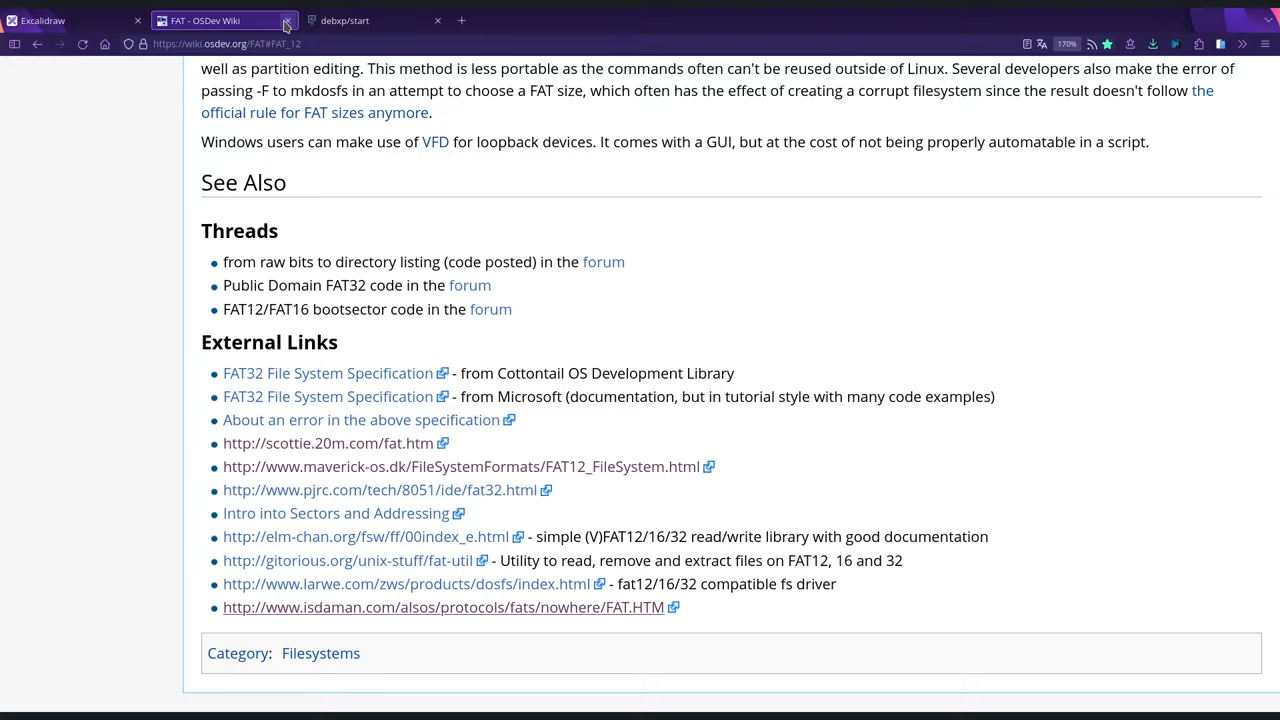 Excalidraw
FAT - OSDev Wiki
debxp/start
https://wiki.osdev.org/FAT#FAT_12
170%
well as partition editing. This method is less portable as the commands often can't be reused outside of Linux. Several developers also make the error of
passing -F to mkdosfs in an attempt to choose a FAT size, which often has the effect of creating a corrupt filesystem since the result doesn't follow the
official rule for FAT sizes anymore.
Windows users can make use of VFD for loopback devices. It comes with a GUI, but at the cost of not being properly automatable in a script.
See Also
Threads
from raw bits to directory listing (code posted) in the forum
Public Domain FAT32 code in the forum
FAT12/FAT16 bootsector code in the forum
External Links
FAT32 File System Specification - from Cottontail OS Development Library
FAT32 File System Specification - from Microsoft (documentation, but in tutorial style with many code examples)
About an error in the above specification
http://scottie.20m.com/fat.htm
http://www.maverick-os.dk/FileSystemFormats/FAT12_FileSystem.html
http://www.pjrc.com/tech/8051/ide/fat32.html
Intro into Sectors and Addressing
http://elm-chan.org/fsw/ff/00index_e.html - simple (V)FAT12/16/32 read/write library with good documentation
http://gitorious.org/unix-stuff/fat-util - Utility to read, remove and extract files on FAT12, 16 and 32
http://www.larwe.com/zws/products/dosfs/index.html - fat12/16/32 compatible fs driver
http://www.isdaman.com/alsos/protocols/fats/nowhere/FAT.HTM
Category: Filesystems